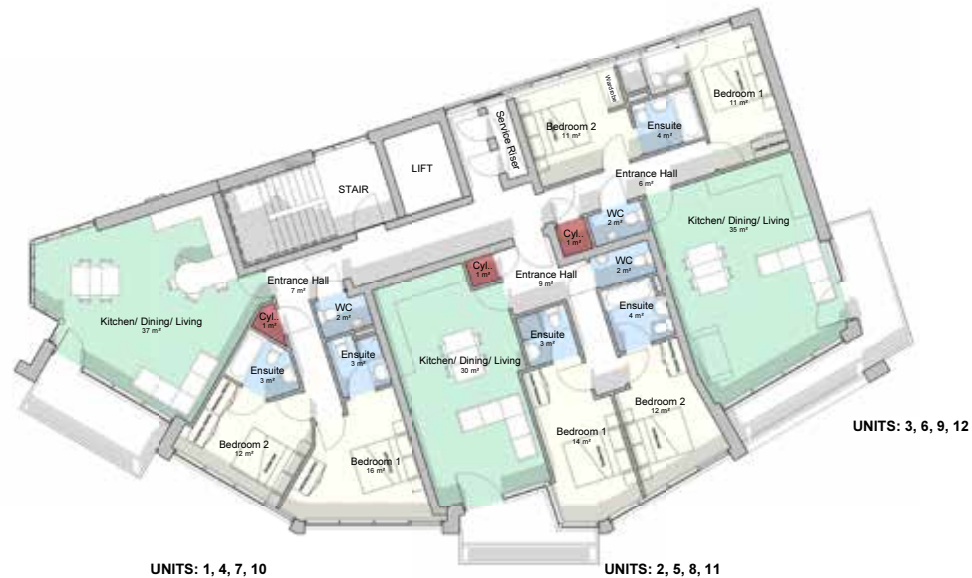 Bedroom 1
11 m²
Wardrobe
Bedroom 2
11 m²
Ensuite
4 m²
Service Riser
LIFT
STAIR
Entrance Hall
6 m²
WC
2 m²
Kitchen/ Dining/ Living
35 m²
Cyl..
1 m²
WC
2 m²
Cyl..
1 m²
Entrance Hall
9 m²
Entrance Hall
7 m²
WC
2 m²
Cyl..
1 m²
Kitchen/ Dining/ Living
37 m²
Ensuite
4 m²
Ensuite
3 m²
Kitchen/ Dining/ Living
30 m²
Ensuite
3 m²
Ensuite
3 m²
Bedroom 2
12 m²
Bedroom 1
14 m²
Bedroom 2
12 m²
Bedroom 1
16 m²
UNITS: 3, 6, 9, 12
UNITS: 1, 4, 7, 10
UNITS: 2, 5, 8, 11